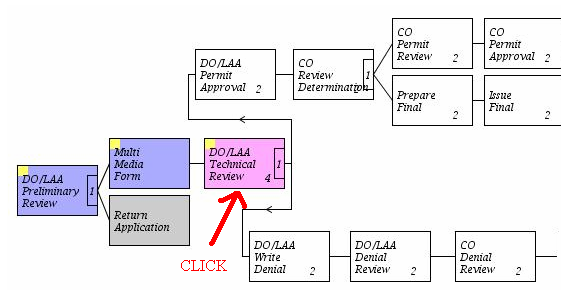 CO
Permit
Review 2
CO
Permit
Approval 2
DO/LAA
Permit
Approval 2
CO
Review
Determination
1
Prepare
Final
2
Issue
Final
2
DO/LAA
Preliminary
Review
1
Multi
Media
Form
Return
Application
DO/LAA
Technical
Review
4
1
CLICK
DO/LAA
Write
Denial 2
DO/LAA
Denial
Review 2
CO
Denial
Review 2